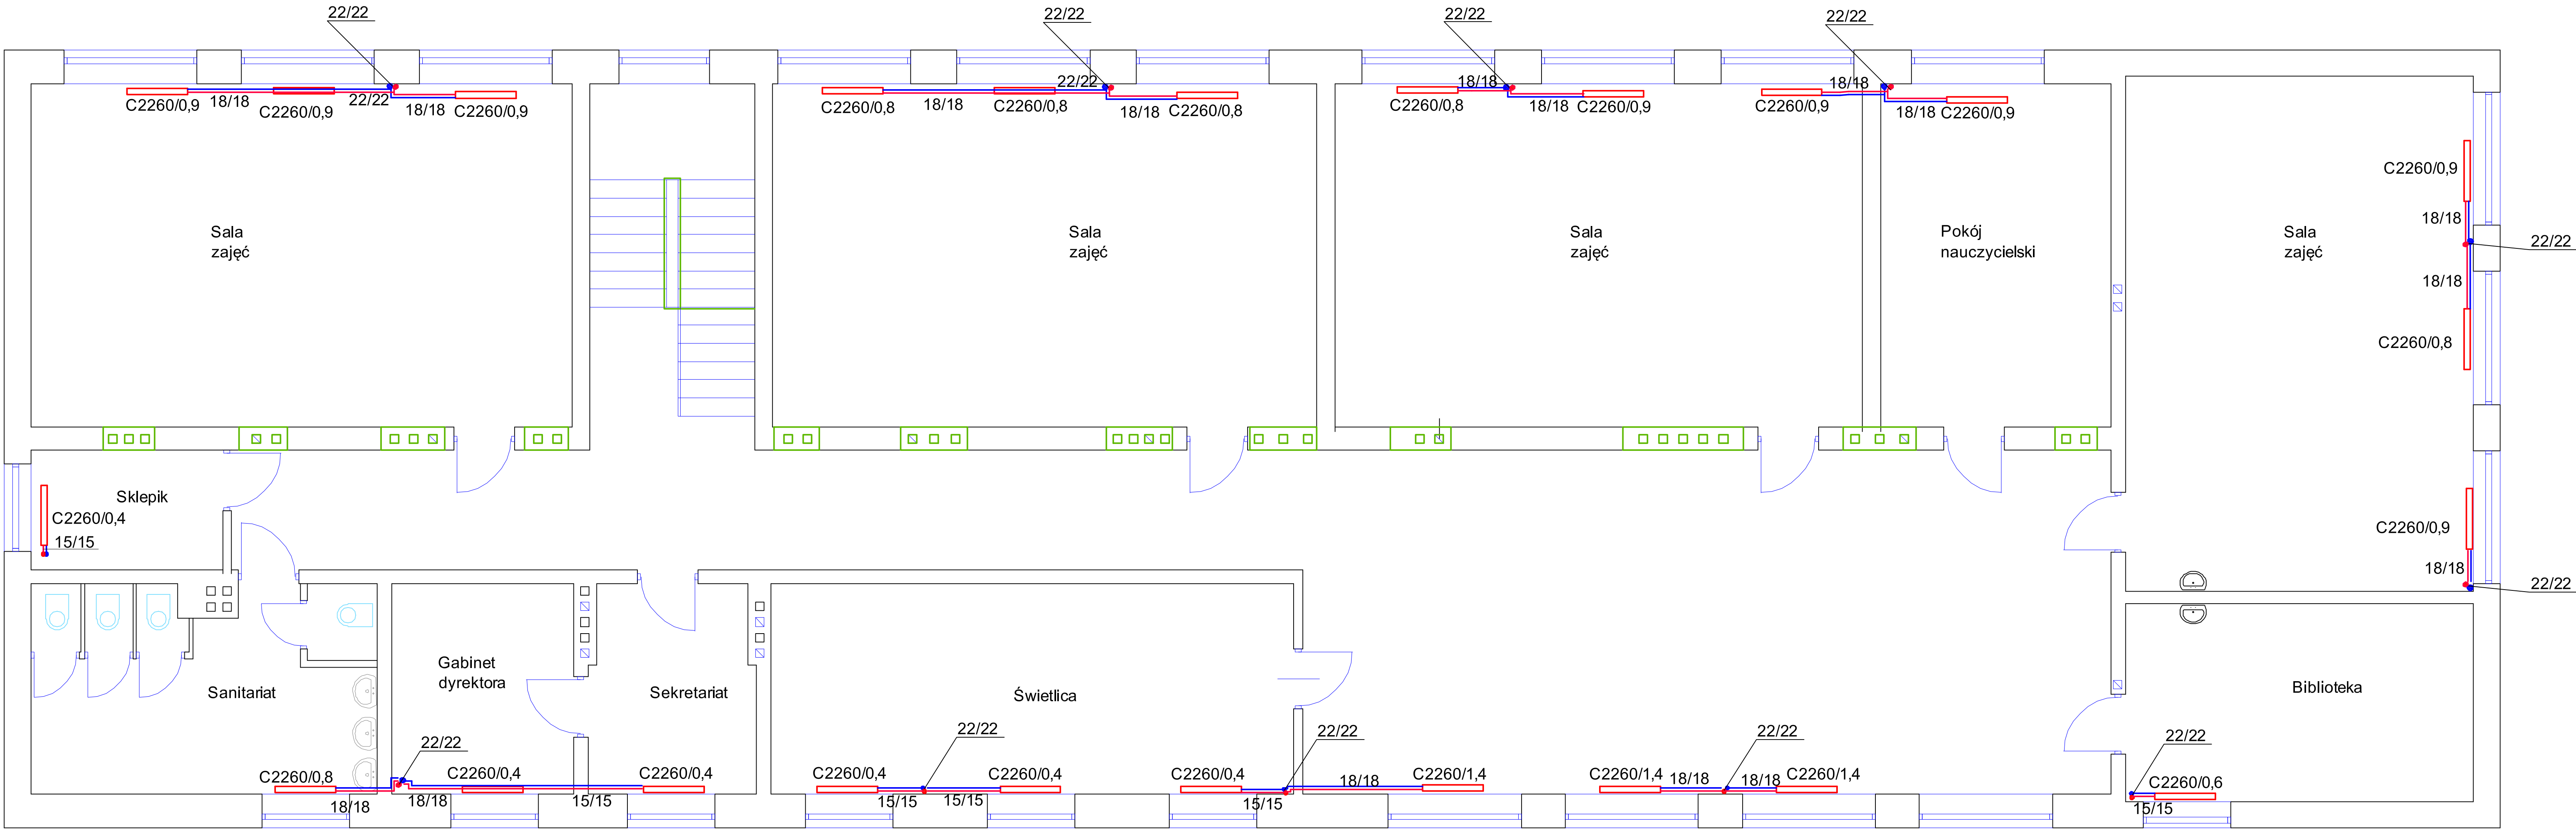 22/22
22/22
22/22
22/22
C2260/0,9
18/18
C2260/0,9
22/22
18/18
C2260/0,9
C2260/0,8
18/18
C2260/0,8
22/22
18/18
C2260/0,8
C2260/0,8
18/18
18/18
C2260/0,9
C2260/0,9
18/18
18/18
C2260/0,9
C2260/0,9
18/18
22/22
18/18
C2260/0,8
Sala
zajęć
Sala
zajęć
Sala
zajęć
Pokój
nauczycielski
Sala
zajęć
Sklepik
C2260/0,4
15/15
C2260/0,9
18/18
22/22
Sanitariat
Gabinet
dyrektora
Sekretariat
Świetlica
Biblioteka
C2260/0,8
18/18
22/22
18/18
C2260/0,4
15/15
C2260/0,4
C2260/0,4
15/15
22/22
15/15
C2260/0,4
C2260/0,4
15/15
22/22
18/18
C2260/1,4
C2260/1,4
18/18
22/22
18/18
C2260/1,4
22/22
C2260/0,6
15/15